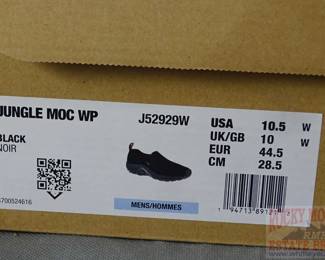 JUNGLE MOC WP
J52929W
BLACK
NOIR
USA 10.5 W
UK/GB 10 W
EUR 44.5
CM 28.5
MENS/HOMMES